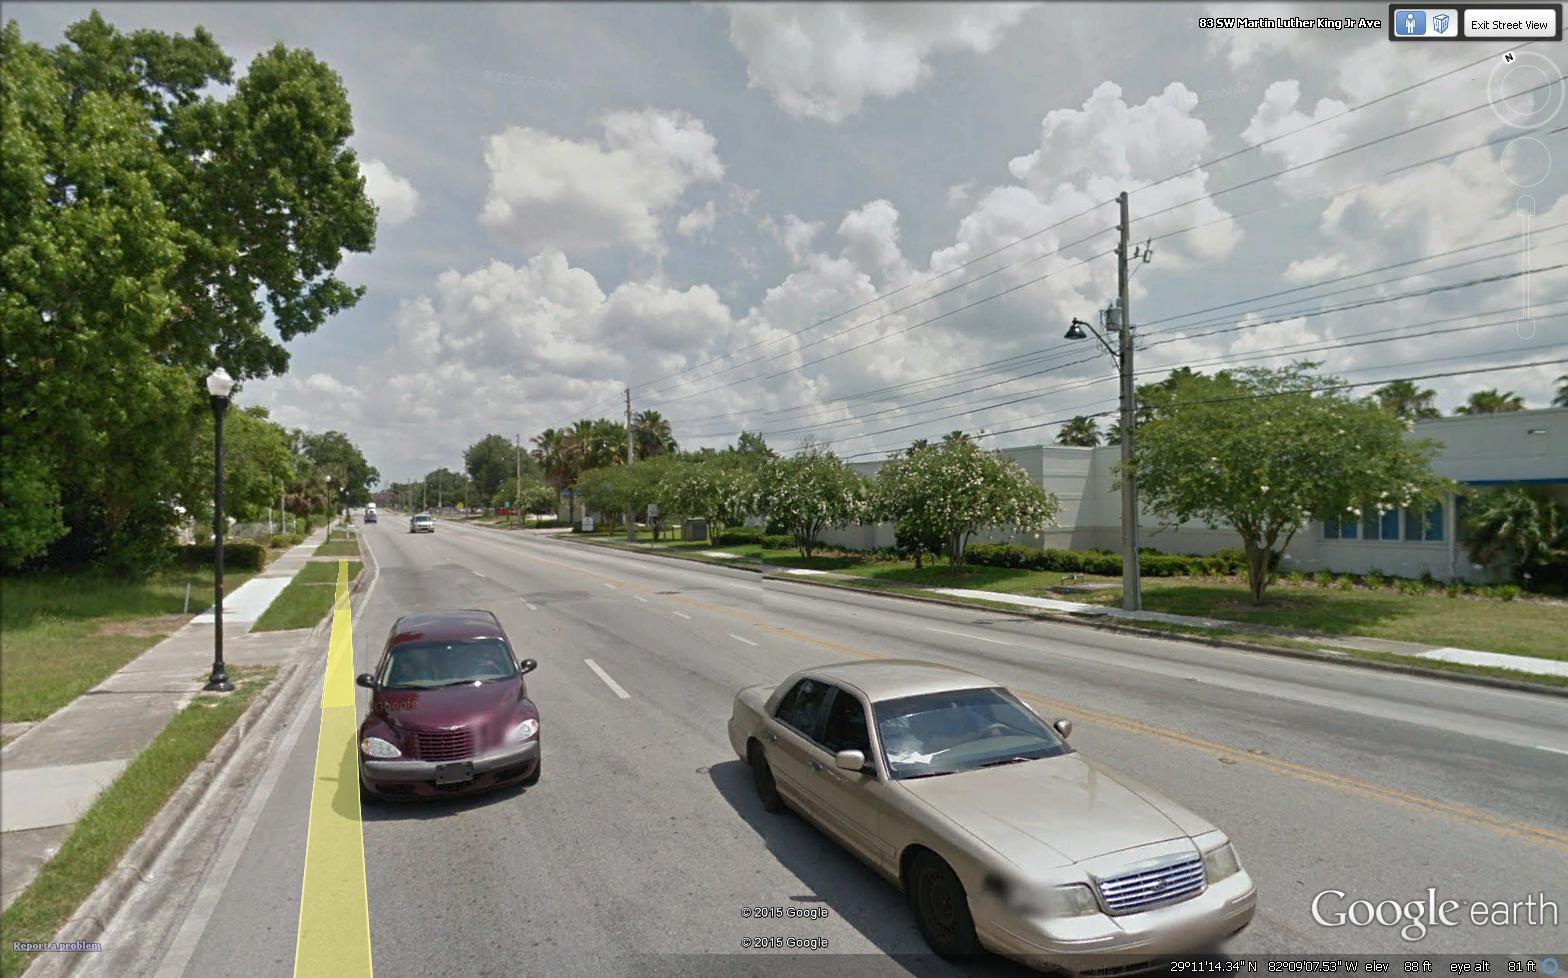 83 SW Martin Luther King Jr Ave
Exit Street View
N
© 2015 Google
© 2015 Google
Google earth
Report a problem
29°11'14.34" N 82°09'07.53" W elev 88 ft eye alt 81 ft